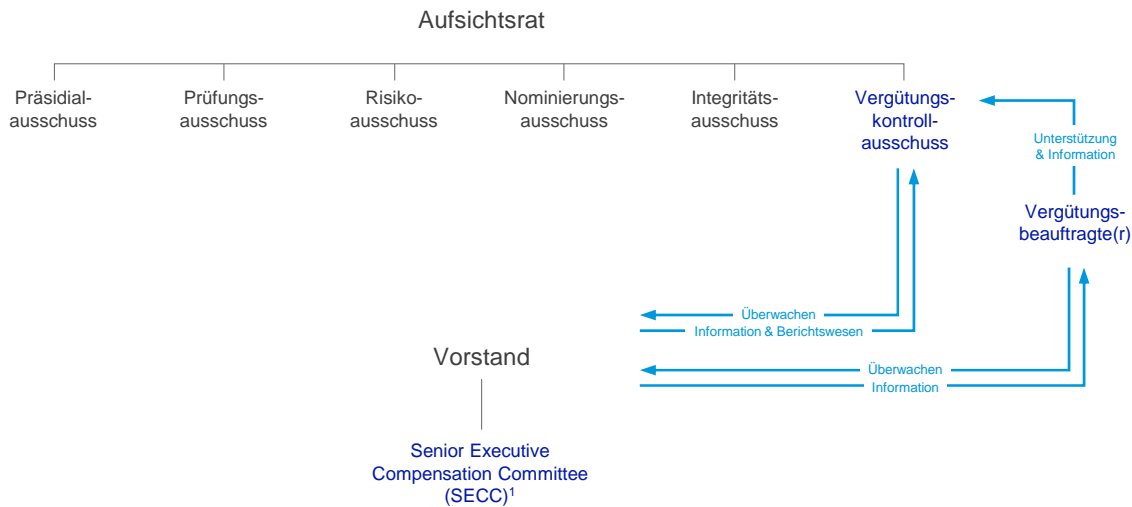 Aufsichtsrat
Präsidial-
ausschuss
Prüfungs-
ausschuss
Risiko-
ausschuss
Nominierungs-
ausschuss
Integritäts-
ausschuss
Vergütungs-
kontroll-
ausschuss
Unterstützung
& Information
Vergütungs-
beauftragte(r)
Überwachen
Information & Berichtswesen
Vorstand
Überwachen
Information
Senior Executive
Compensation Committee
(SECC)¹